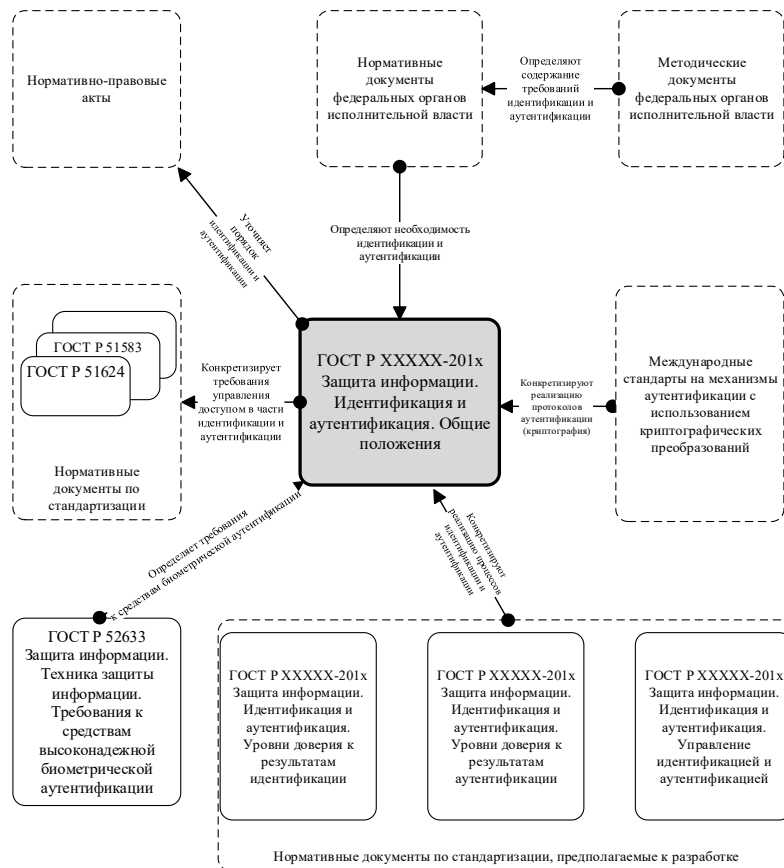 Нормативно-правовые
акты
Нормативные
документы
федеральных органов
исполнительной власти
Определяют
содержание
требований
идентификации и
аутентификации
Методические
документы
федеральных органов
исполнительной власти
Уточняет
порядок
идентификации и
аутентификации
Определяют необходимость
идентификации и
аутентификации
ГОСТ Р 51583
ГОСТ Р 51624
Нормативные
документы по
стандартизации
Конкретизирует
требования
управления
доступом в части
идентификации и
аутентификации
ГОСТ Р XXXXX-201x
Защита информации.
Идентификация и
аутентификация. Общие
положения
Конкретизируют
реализацию
протоколов
аутентификации
(криптография)
Международные
стандарты на механизмы
аутентификации с
использованием
криптографических
преобразований
Определяет требования
к средствам биометрической аутентификации
Конкретизируют
реализацию процессов
идентификации и
аутентификации
ГОСТ Р 52633
Защита информации.
Техника защиты
информации.
Требования к
средствам
высоконадежной
биометрической
аутентификации
ГОСТ Р XXXXX-201x
Защита информации.
Идентификация и
аутентификация.
Уровни доверия к
результатам
идентификации
ГОСТ Р XXXXX-201x
Защита информации.
Идентификация и
аутентификация.
Уровни доверия к
результатам
аутентификации
ГОСТ Р XXXXX-201x
Защита информации.
Идентификация и
аутентификация.
Управление
идентификацией и
аутентификацией
Нормативные документы по стандартизации, предполагаемые к разработке